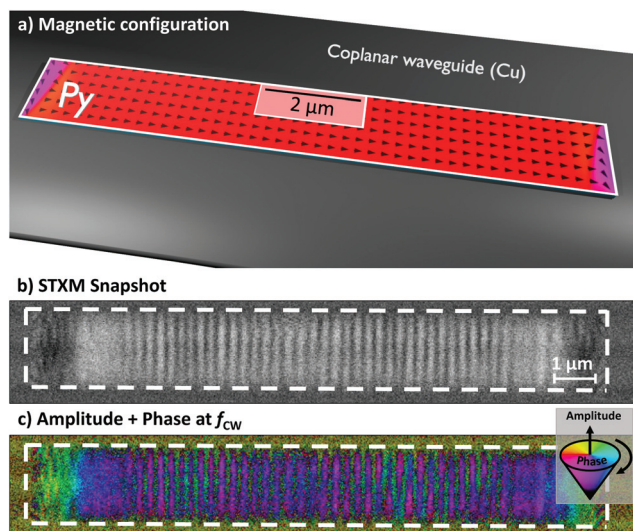 a) Magnetic configuration
Coplanar waveguide (Cu)
Py
2 µm
b) STXM Snapshot
1 µm
c) Amplitude + Phase at fCW
Amplitude
Phase